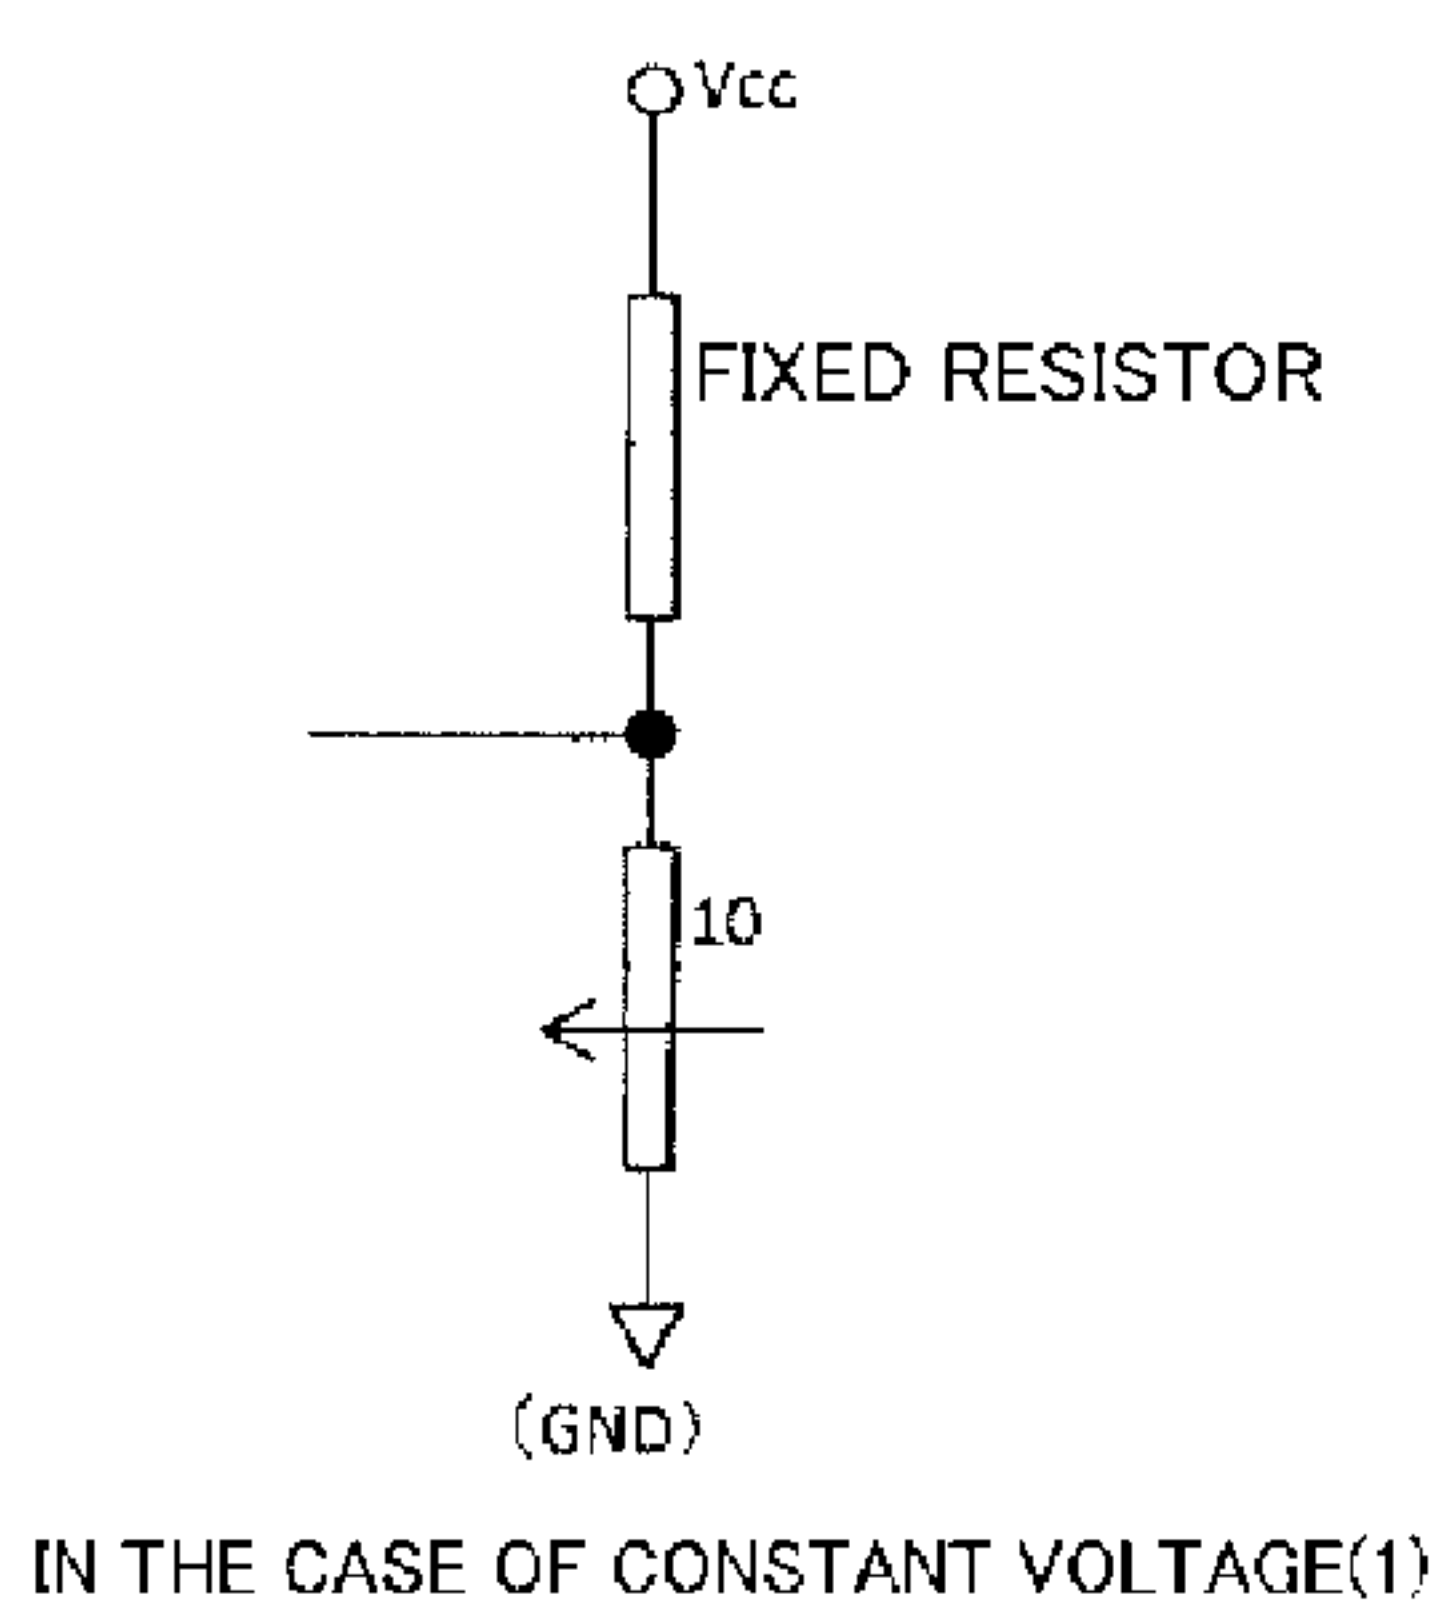 Vcc
FIXED RESISTOR
10
(GND)
IN THE CASE OF CONSTANT VOLTAGE(1)